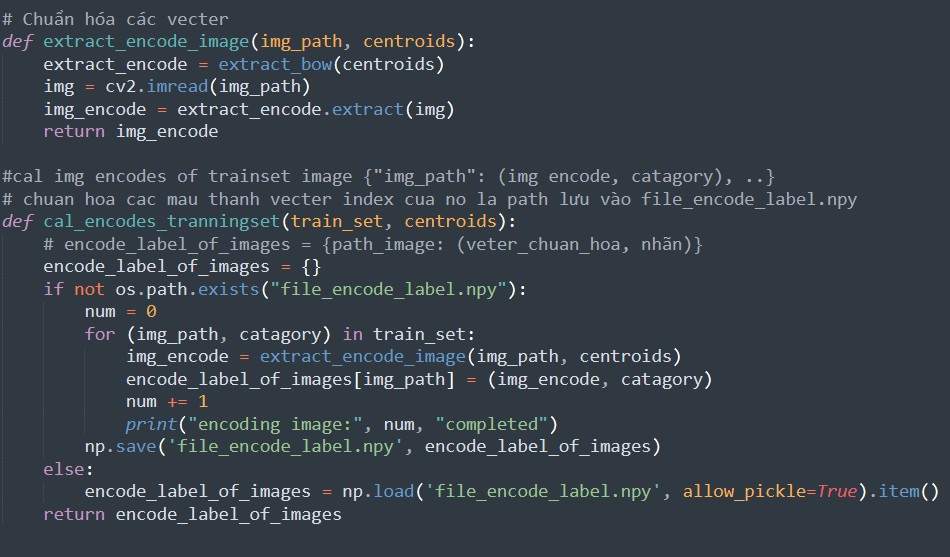 # Chuẩn hóa các vecter
def extract_encode_image(img_path, centroids):
    extract_encode = extract_bow(centroids)
    img = cv2.imread(img_path)
    img_encode = extract_encode.extract(img)
    return img_encode

#cal img encodes of trainset image {"img_path": (img encode, catagory), ..}
# chuan hoa cac mau thanh vecter index cua no la path lưu vào file_encode_label.npy
def cal_encodes_tranningset(train_set, centroids):
    # encode_label_of_images = {path_image: (veter_chuan_hoa, nhãn)}
    encode_label_of_images = {}
    if not os.path.exists("file_encode_label.npy"):
        num = 0
        for (img_path, catagory) in train_set:
            img_encode = extract_encode_image(img_path, centroids)
            encode_label_of_images[img_path] = (img_encode, catagory)
            num += 1
            print("encoding image:", num, "completed")
        np.save('file_encode_label.npy', encode_label_of_images)
    else:
        encode_label_of_images = np.load('file_encode_label.npy', allow_pickle=True).item()
    return encode_label_of_images